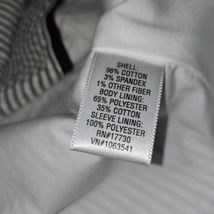 SHELL:
96% COTTON
3% SPANDEX
1% OTHER FIBER
BODY LINING:
65% POLYESTER
35% COTTON
SLEEVE LINING:
100% POLYESTER
RN#17730
VN#1063541